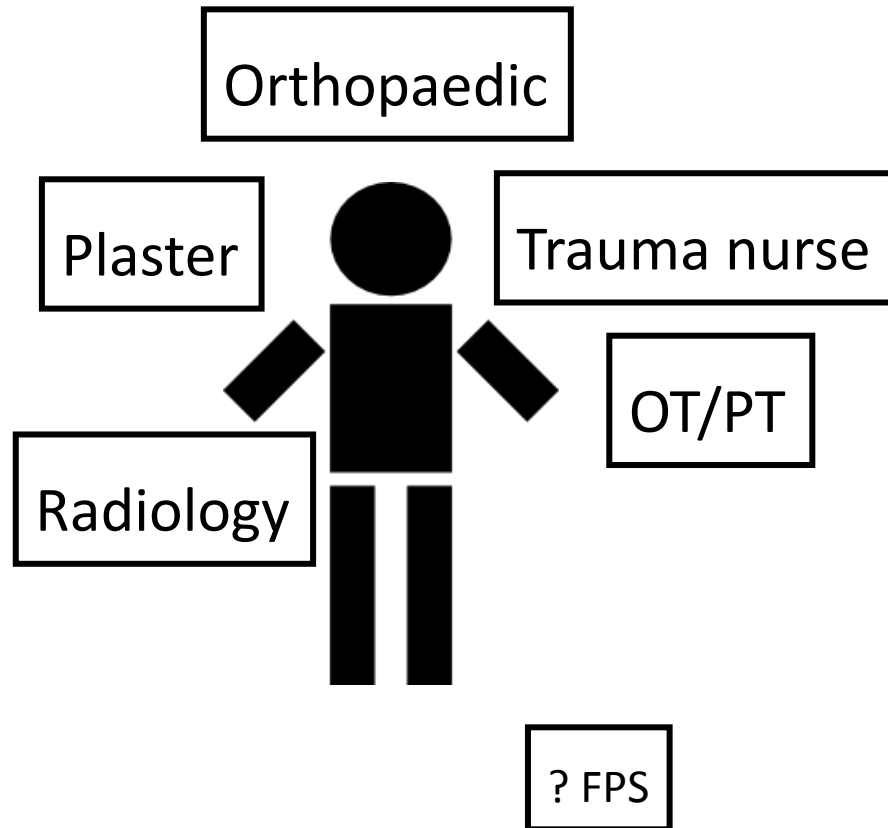 Orthopaedic
Plaster
Trauma nurse
OT/PT
Radiology
? FPS